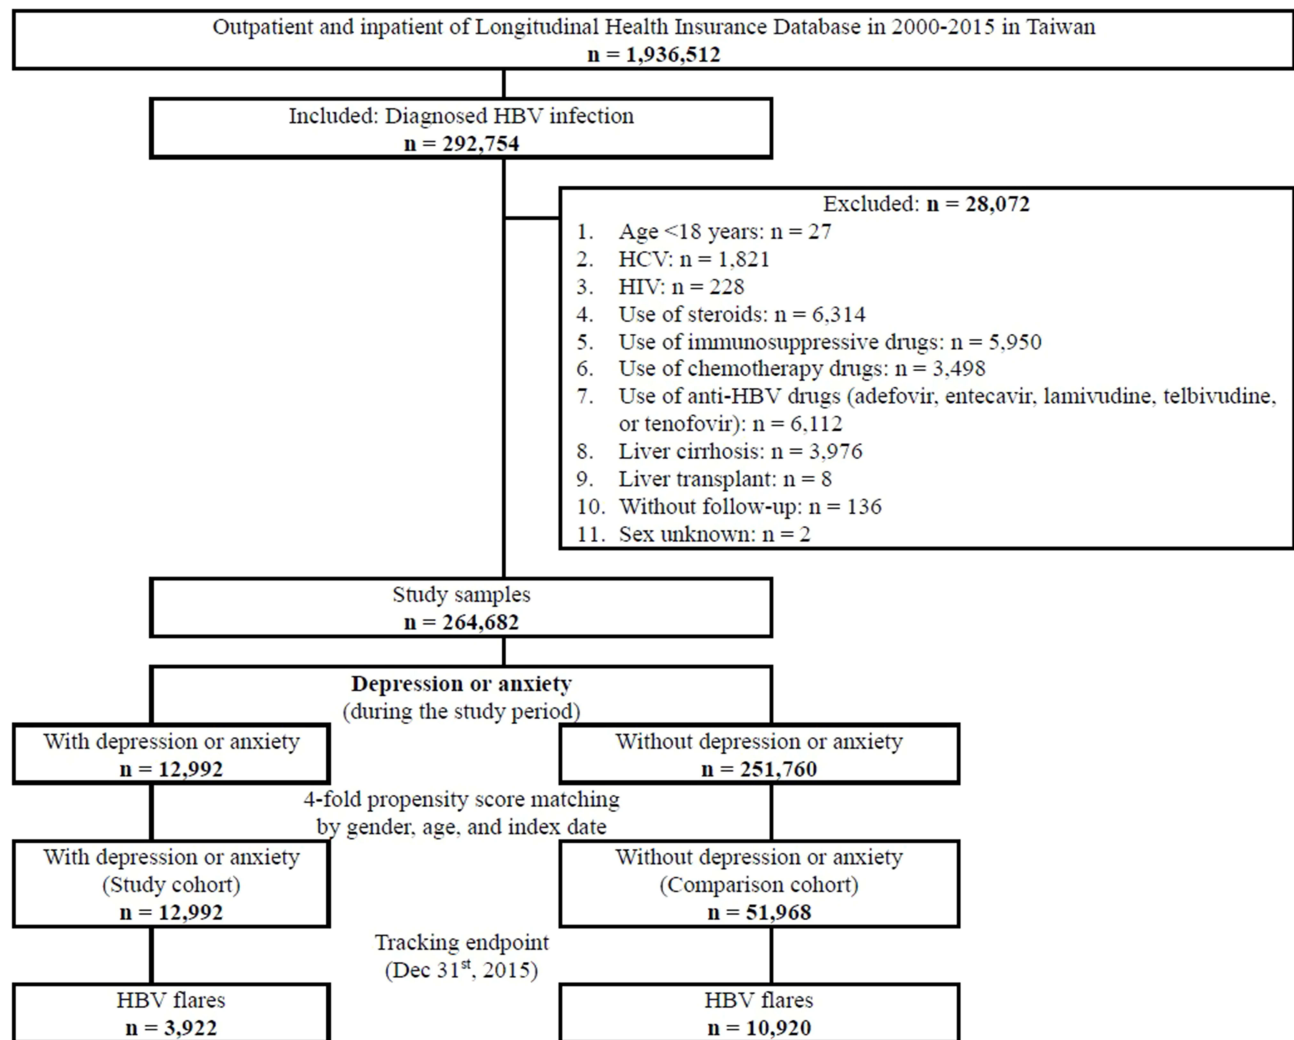 Outpatient and inpatient of Longitudinal Health Insurance Database in 2000-2015 in Taiwan
n = 1,936,512
Included: Diagnosed HBV infection
n = 292,754
Excluded: n = 28,072
1. Age <18 years: n = 27
2. HCV: n = 1,821
3. HIV: n = 228
4. Use of steroids: n = 6,314
5. Use of immunosuppressive drugs: n = 5,950
6. Use of chemotherapy drugs: n = 3,498
7. Use of anti-HBV drugs (adefovir, entecavir, lamivudine, telbivudine,
or tenofovir): n = 6,112
8. Liver cirrhosis: n = 3,976
9. Liver transplant: n = 8
10. Without follow-up: n = 136
11. Sex unknown: n = 2
Study samples
n = 264,682
Depression or anxiety
(during the study period)
With depression or anxiety
n = 12,992
Without depression or anxiety
n = 251,760
4-fold propensity score matching
by gender, age, and index date
With depression or anxiety
(Study cohort)
n = 12,992
Without depression or anxiety
(Comparison cohort)
n = 51,968
Tracking endpoint
(Dec 31st, 2015)
HBV flares
n = 3,922
HBV flares
n = 10,920